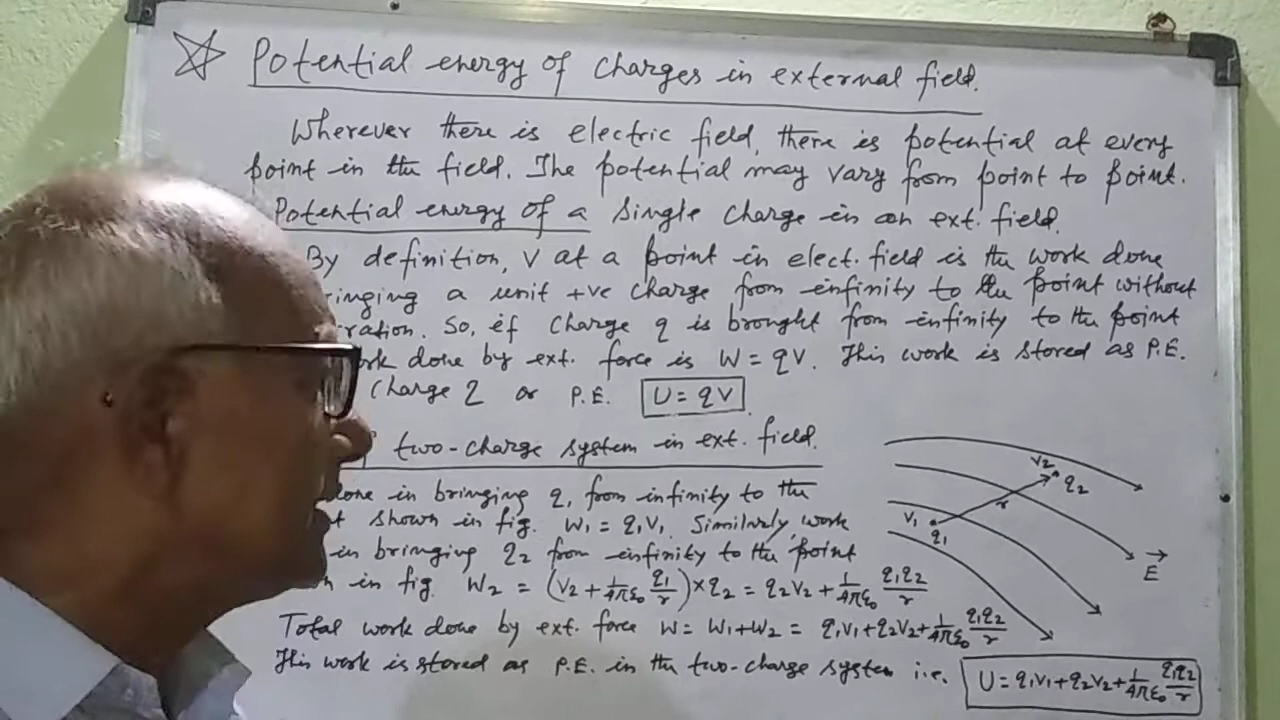 ☆ Potential energy of charges in external field.
Wherever there is electric field, there is potential at every
point in the field. The potential may vary from point to point.
Potential energy of a single charge in an ext. field.
By definition, V at a point in elect. field is the work done
inging a unit +ve charge from infinity to the point without
ration. So, if charge q is brought from infinity to the point
ork done by ext. force is W = qV. This work is stored as P.E.
charge q or P.E. U = qV
two-charge system in ext. field.
one in bringing q₁ from infinity to the
t shown in fig. W₁ = q₁V₁. Similarly, work
in bringing q₂ from infinity to the point
n in fig. W₂ = (V₂ + 1/4πε₀ q₁/r) × q₂ = q₂V₂ + 1/4πε₀ q₁q₂/r
Total work done by ext. force W = W₁+W₂ = q₁V₁+q₂V₂+1/4πε₀ q₁q₂/r
This work is stored as P.E. in the two-charge system i.e. U = q₁V₁+q₂V₂+1/4πε₀ q₁q₂/r
V₂
q₂
r
V₁
q₁
E⃗